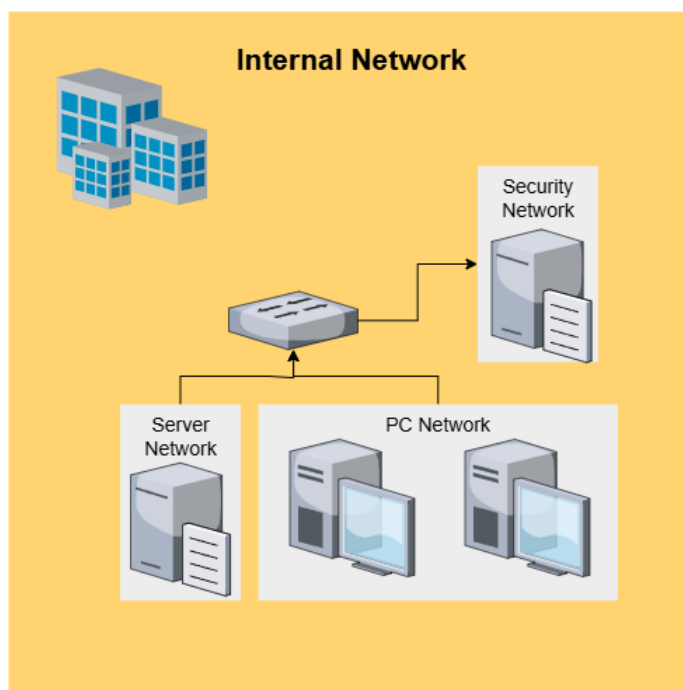 Internal Network
Security
Network
Server
Network
PC Network